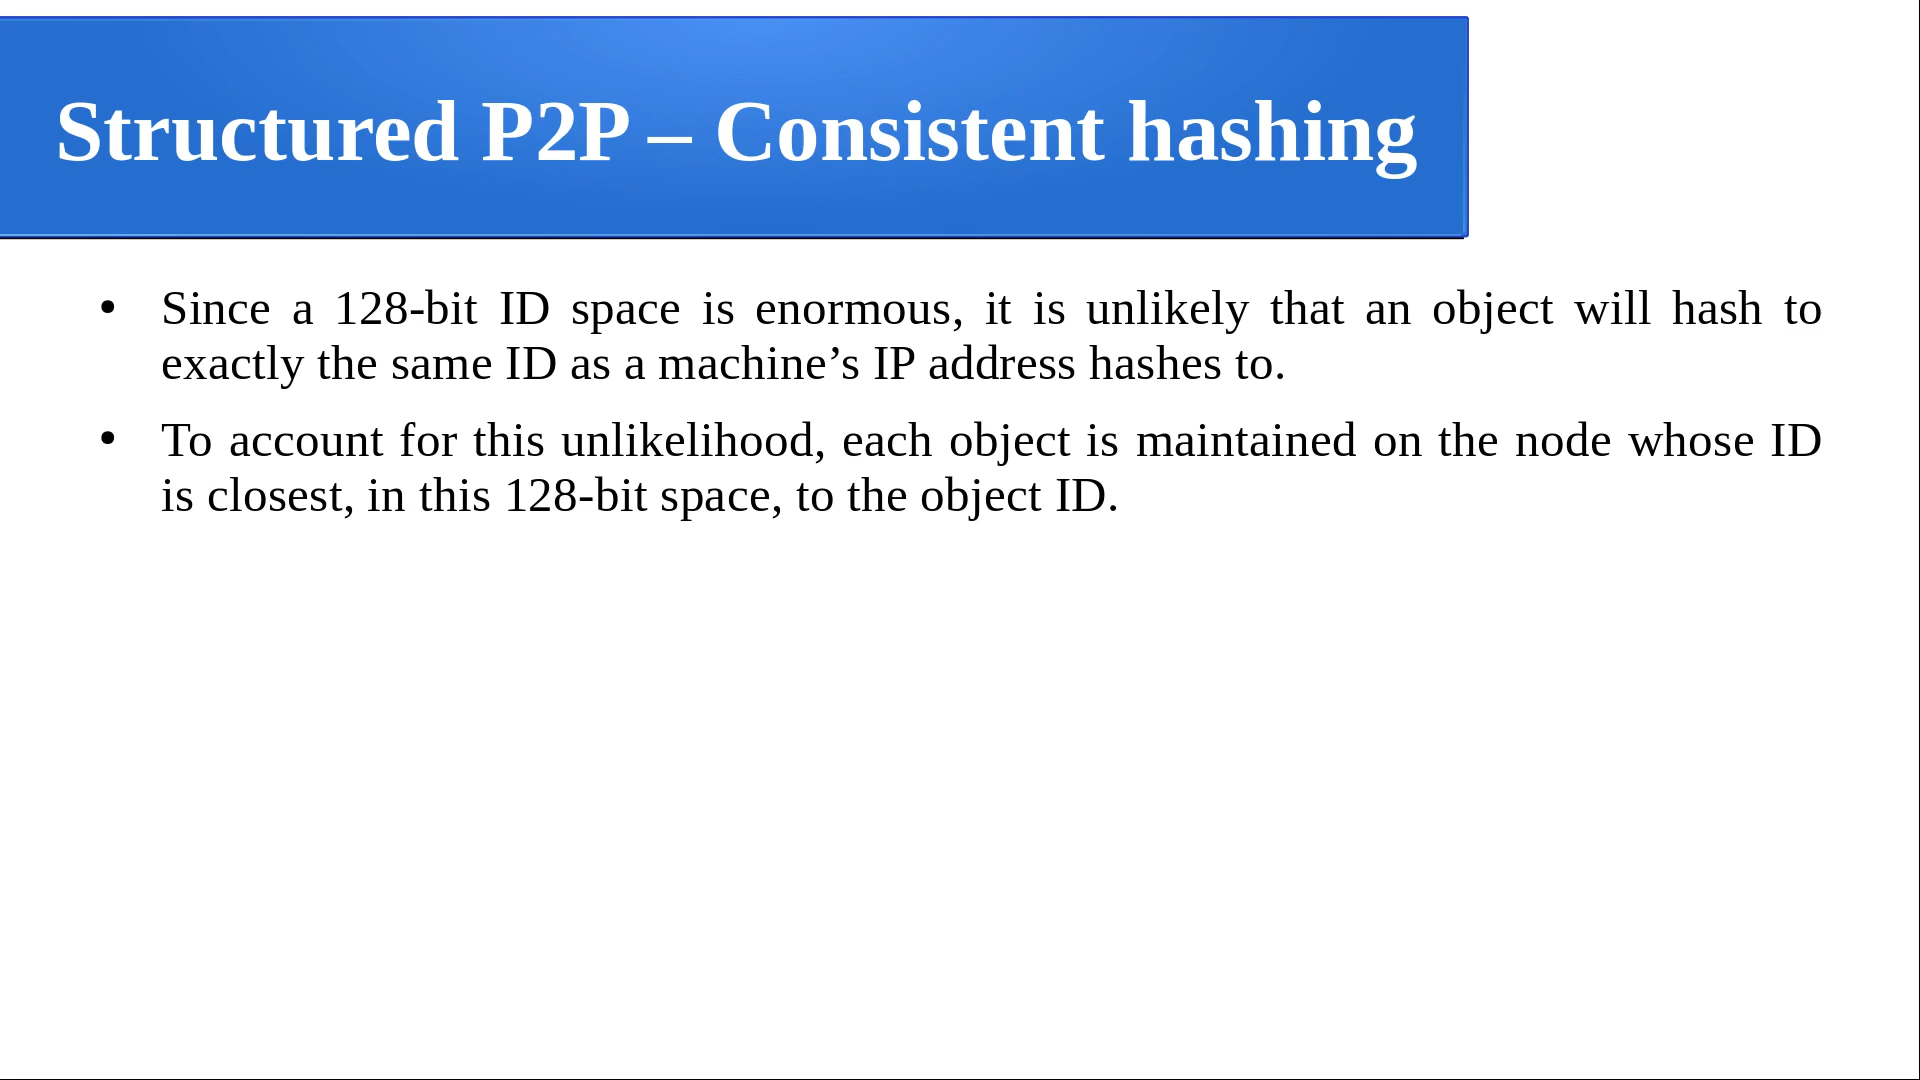 Structured P2P – Consistent hashing
• Since a 128-bit ID space is enormous, it is unlikely that an object will hash to
exactly the same ID as a machine’s IP address hashes to.
• To account for this unlikelihood, each object is maintained on the node whose ID
is closest, in this 128-bit space, to the object ID.